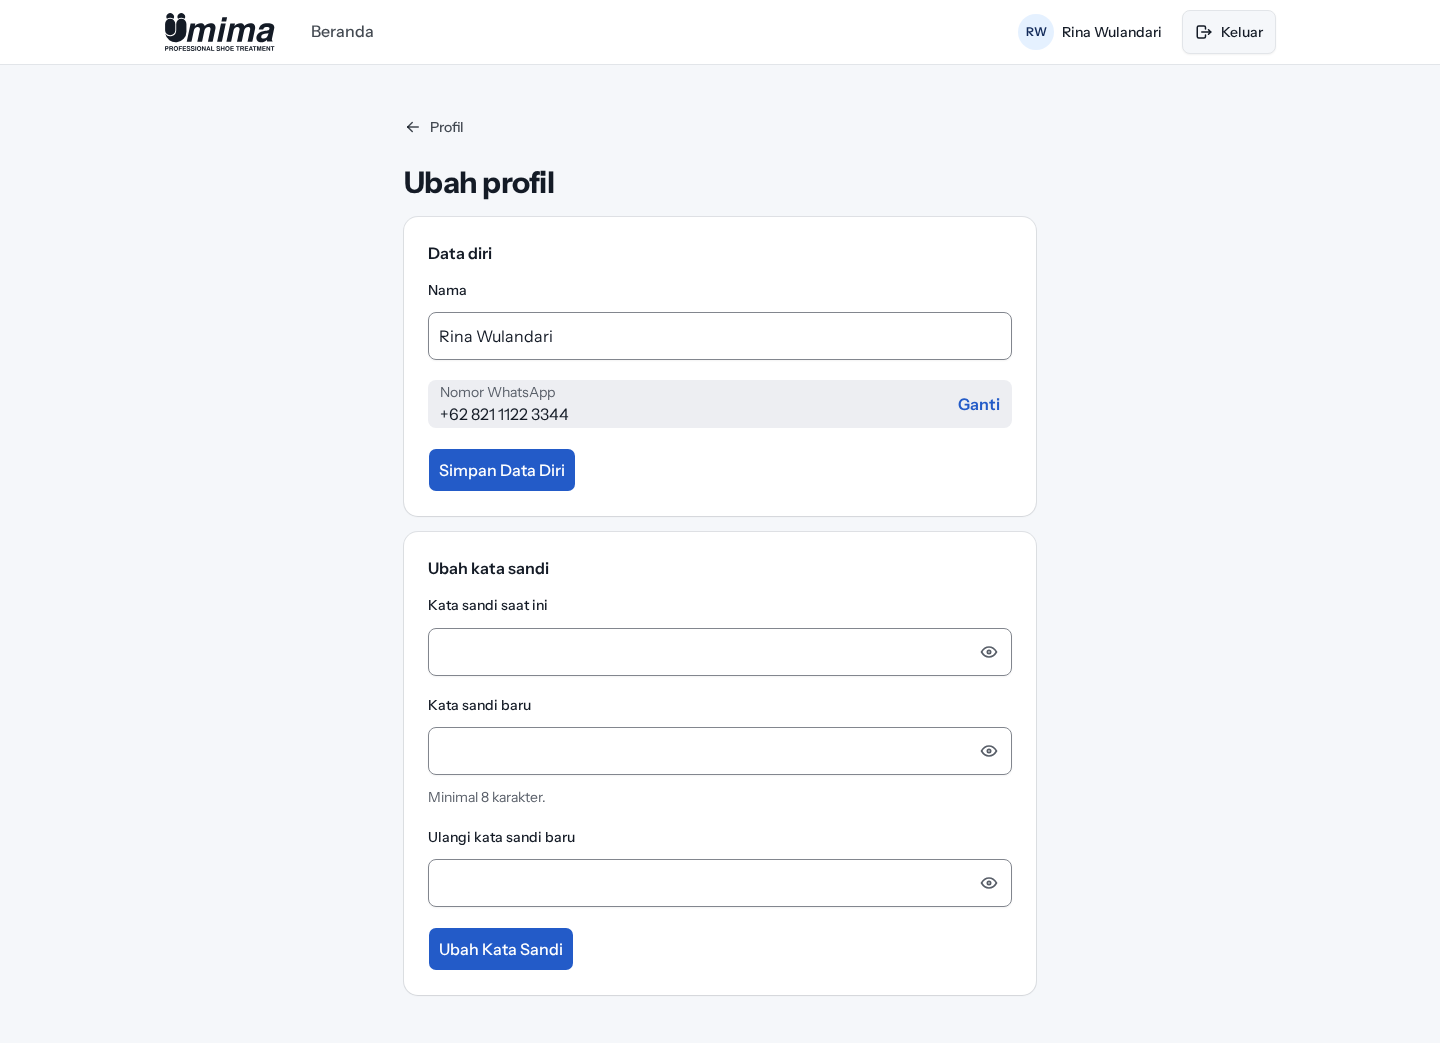 Ümima
PROFESSIONAL SHOE TREATMENT
Beranda
RW
Rina Wulandari
Keluar
Profil
Ubah profil
Data diri
Nama
Rina Wulandari
Nomor WhatsApp
+62 821 1122 3344
Ganti
Simpan Data Diri
Ubah kata sandi
Kata sandi saat ini
Kata sandi baru
Minimal 8 karakter.
Ulangi kata sandi baru
Ubah Kata Sandi